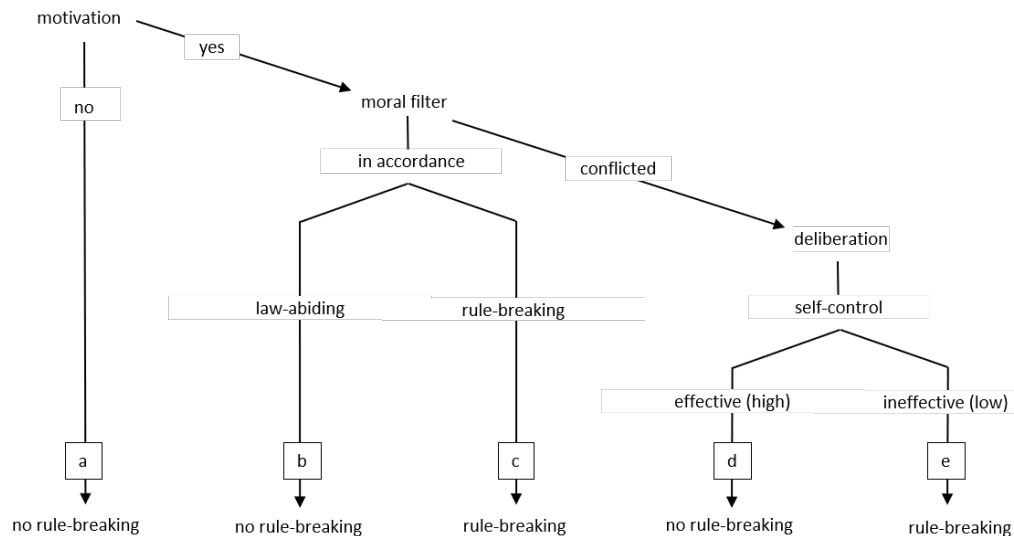 motivation
yes
no
moral filter
in accordance
conflicted
deliberation
law-abiding
rule-breaking
self-control
effective (high)
ineffective (low)
a
b
c
d
e
no rule-breaking
no rule-breaking
rule-breaking
no rule-breaking
rule-breaking